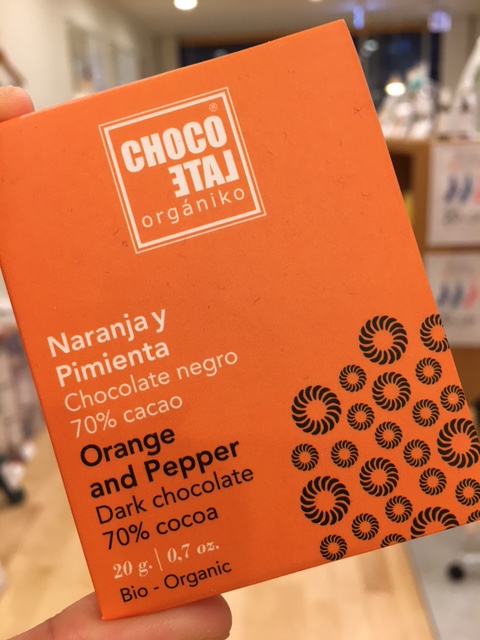 CHOCO
LATE
®
orgániko
Naranja y
Pimienta
Chocolate negro
70% cacao
Orange
and Pepper
Dark chocolate
70% cocoa
20 g. | 0,7 oz.
Bio - Organic